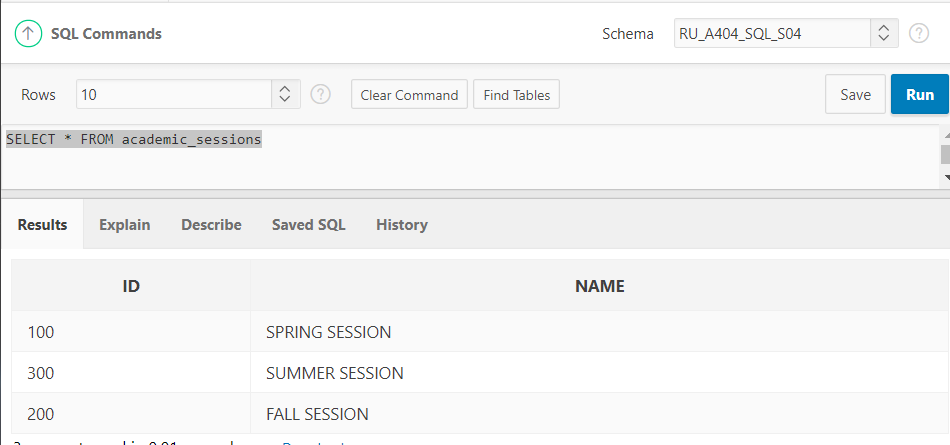 SQL Commands Schema RU_A404_SQL_S04
Rows 10 Clear Command Find Tables Save Run
SELECT * FROM academic_sessions
Results Explain Describe Saved SQL History
ID NAME
100 SPRING SESSION
300 SUMMER SESSION
200 FALL SESSION